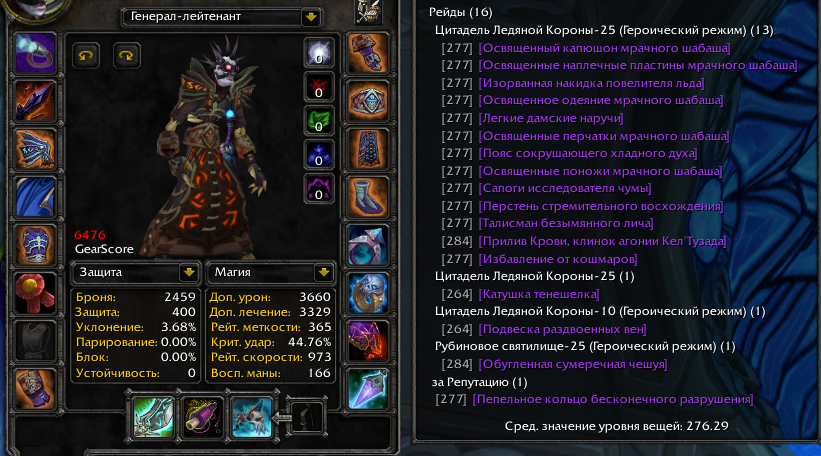 Генерал-лейтенант
0
0
0
0
0
6476
GearScore
Защита
Броня: 2459
Защита: 400
Уклонение: 3.68%
Парирование: 0.00%
Блок: 0.00%
Устойчивость: 0
Магия
Доп. урон: 3660
Доп. лечение: 3329
Рейт. меткости: 365
Крит. удар: 44.76%
Рейт. скорости: 973
Восп. маны: 166
Рейды (16)
Цитадель Ледяной Короны-25 (Героический режим) (13)
[277] [Освященный капюшон мрачного шабаша]
[277] [Освященные наплечные пластины мрачного шабаша]
[277] [Изорванная накидка повелителя льда]
[277] [Освященное одеяние мрачного шабаша]
[277] [Легкие дамские наручи]
[277] [Освященные перчатки мрачного шабаша]
[277] [Пояс сокрушающего хладного духа]
[277] [Освященные поножи мрачного шабаша]
[277] [Сапоги исследователя чумы]
[277] [Перстень стремительного восхождения]
[277] [Талисман безымянного лича]
[284] [Прилив Крови, клинок агонии Кел'Тузада]
[277] [Избавление от кошмаров]
Цитадель Ледяной Короны-25 (1)
[264] [Катушка тенешелка]
Цитадель Ледяной Короны-10 (Героический режим) (1)
[264] [Подвеска раздвоенных вен]
Рубиновое святилище-25 (Героический режим) (1)
[284] [Обугленная сумеречная чешуя]
за Репутацию (1)
[277] [Пепельное кольцо бесконечного разрушения]
Сред. значение уровня вещей: 276.29